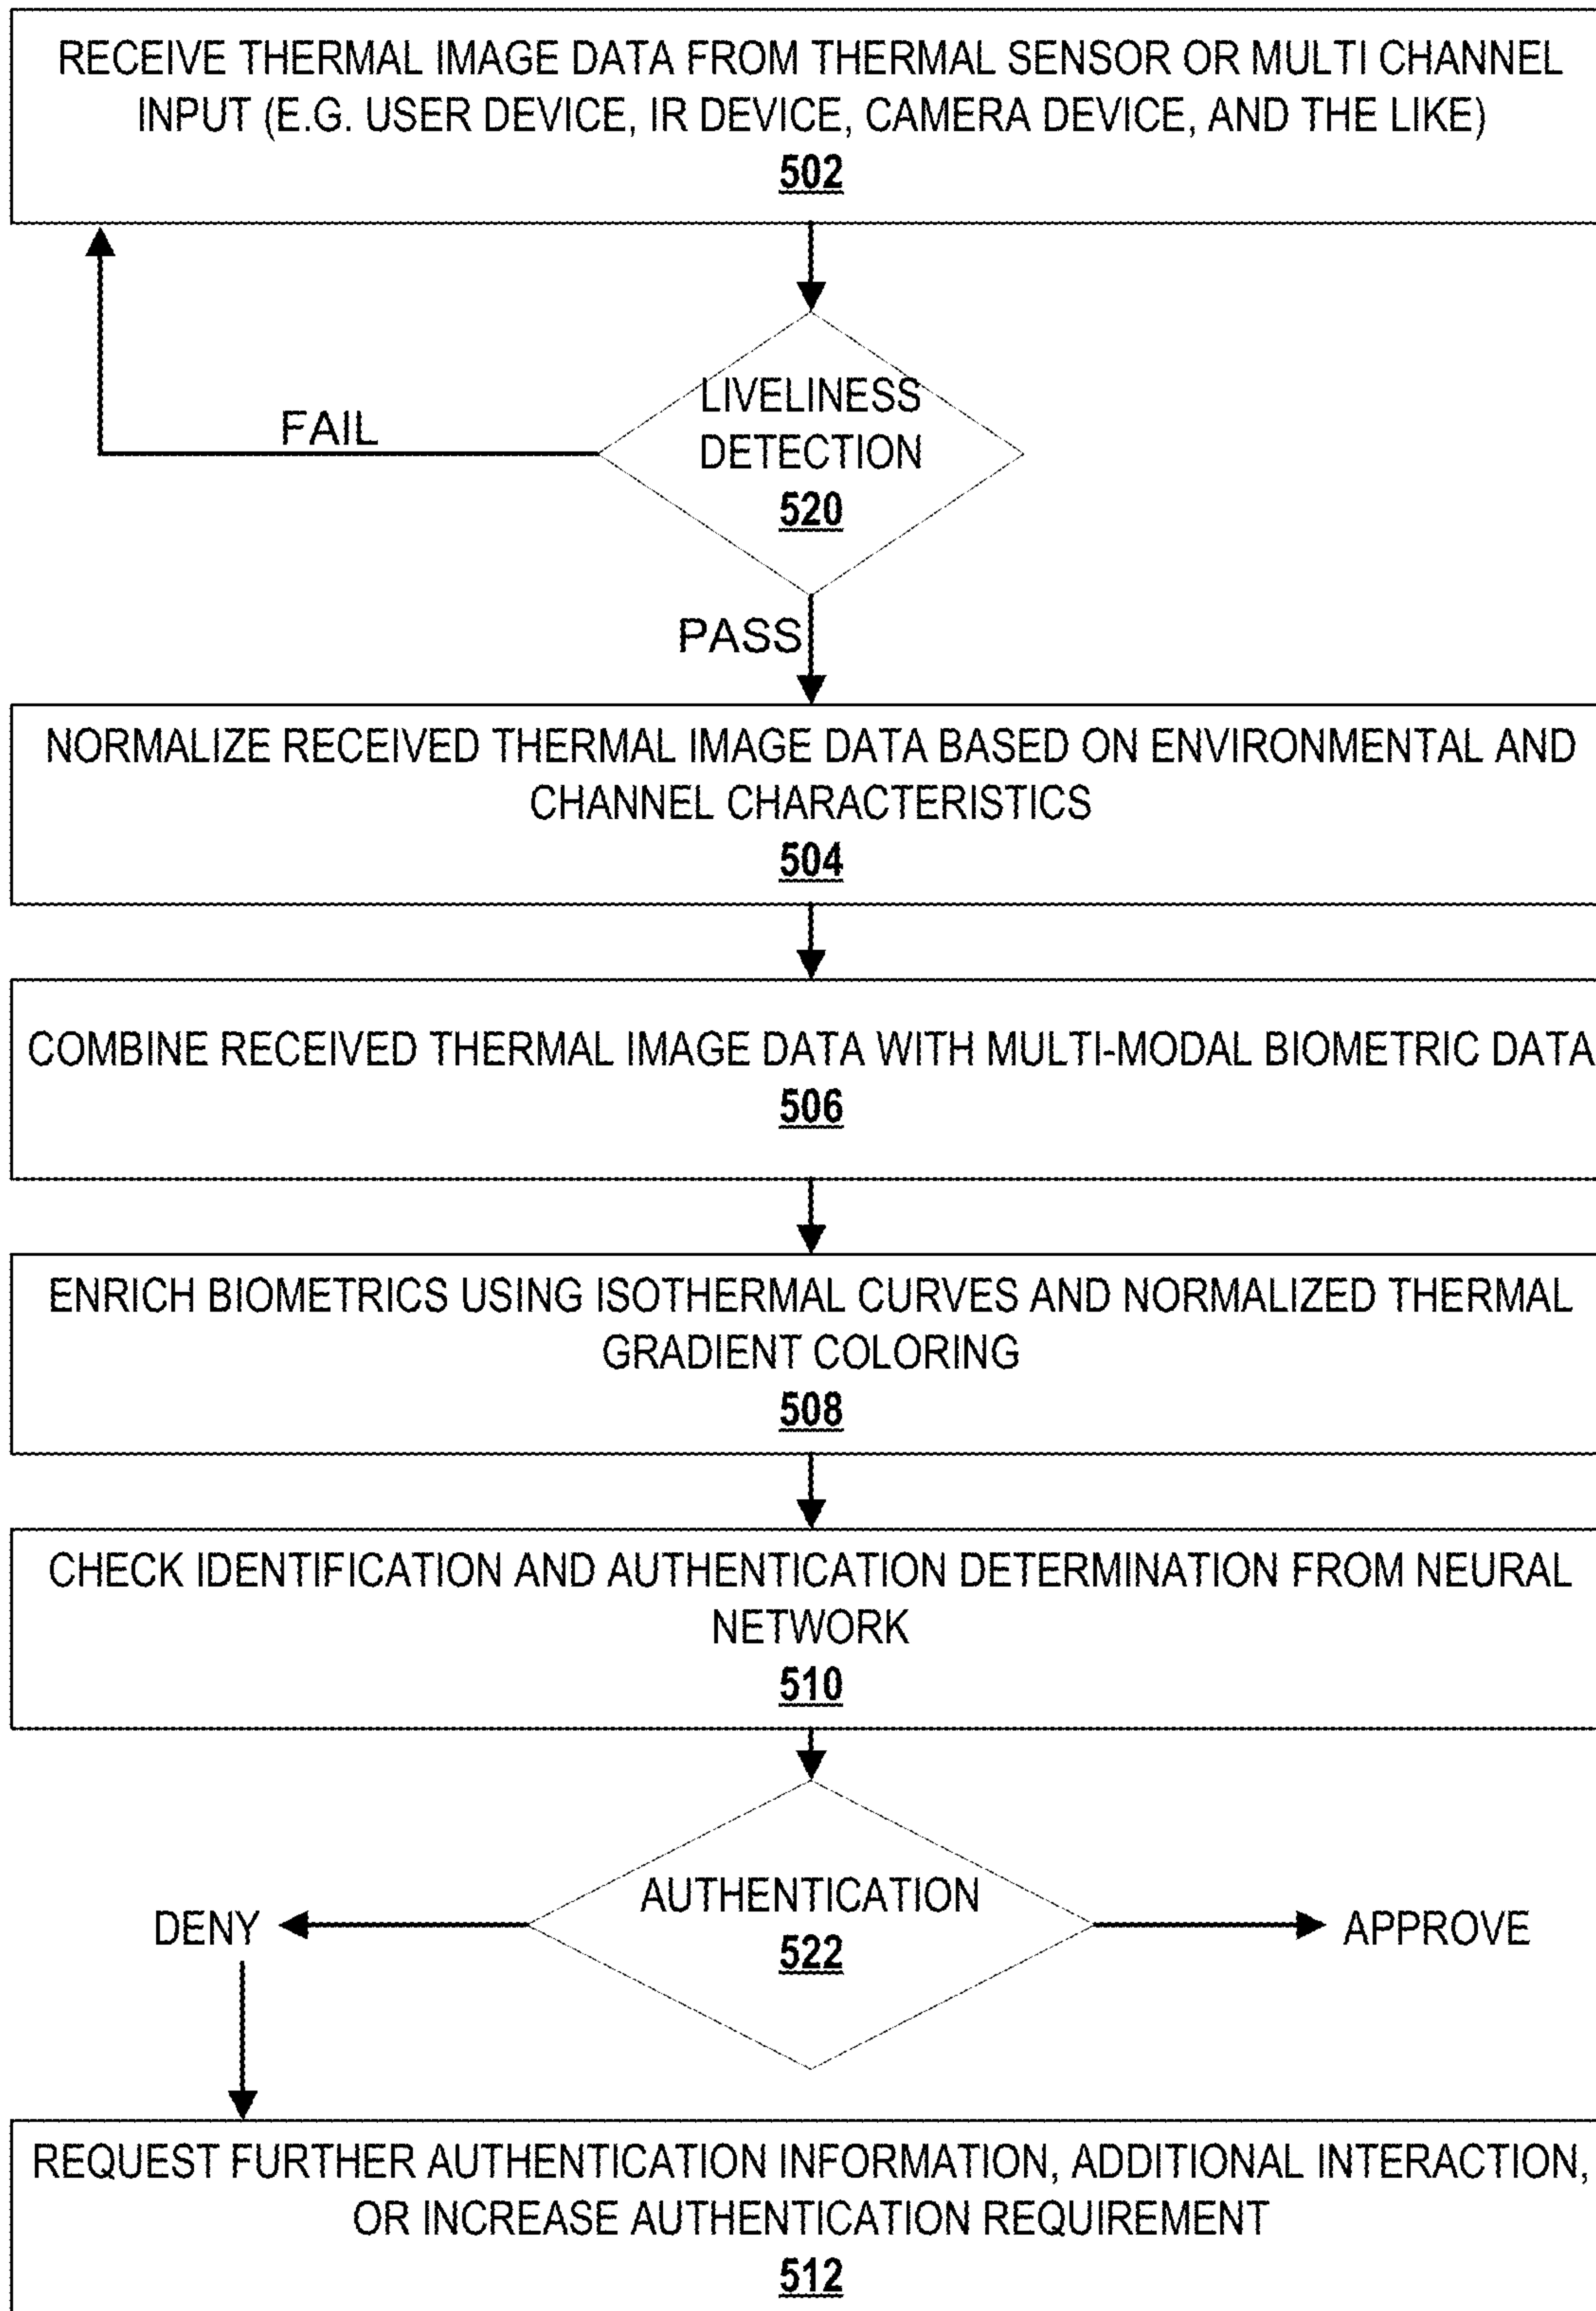 RECEIVE THERMAL IMAGE DATA FROM THERMAL SENSOR OR MULTI CHANNEL
INPUT (E.G. USER DEVICE, IR DEVICE, CAMERA DEVICE, AND THE LIKE)
502
LIVELINESS
DETECTION
520
FAIL
PASS
NORMALIZE RECEIVED THERMAL IMAGE DATA BASED ON ENVIRONMENTAL AND
CHANNEL CHARACTERISTICS
504
COMBINE RECEIVED THERMAL IMAGE DATA WITH MULTI-MODAL BIOMETRIC DATA
506
ENRICH BIOMETRICS USING ISOTHERMAL CURVES AND NORMALIZED THERMAL
GRADIENT COLORING
508
CHECK IDENTIFICATION AND AUTHENTICATION DETERMINATION FROM NEURAL
NETWORK
510
AUTHENTICATION
522
DENY
APPROVE
REQUEST FURTHER AUTHENTICATION INFORMATION, ADDITIONAL INTERACTION,
OR INCREASE AUTHENTICATION REQUIREMENT
512